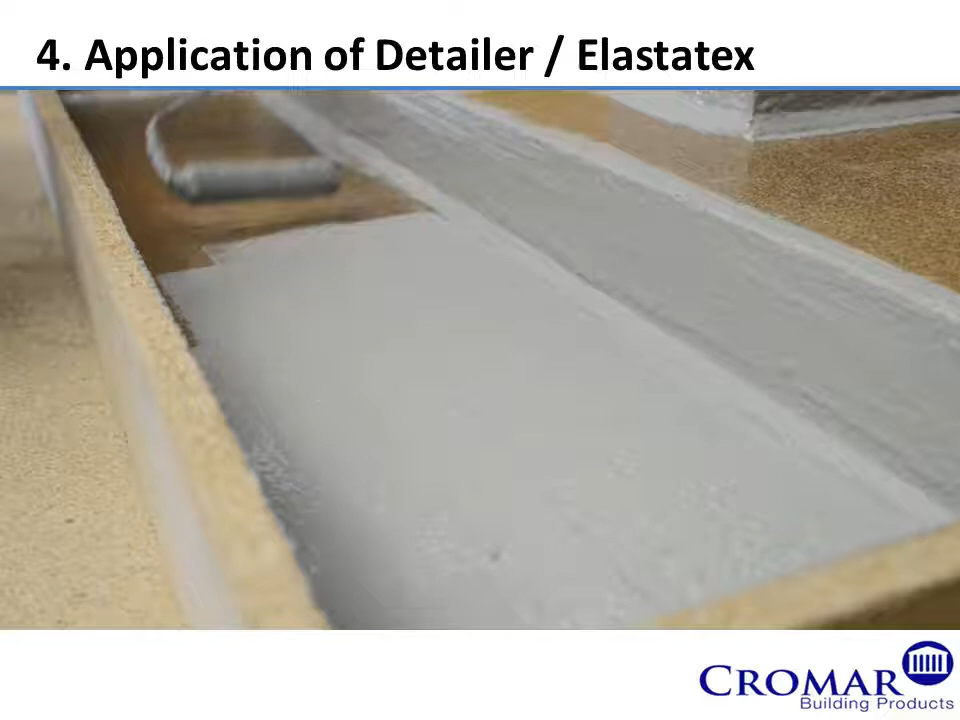 4. Application of Detailer / Elastatex
CROMAR
Building Products